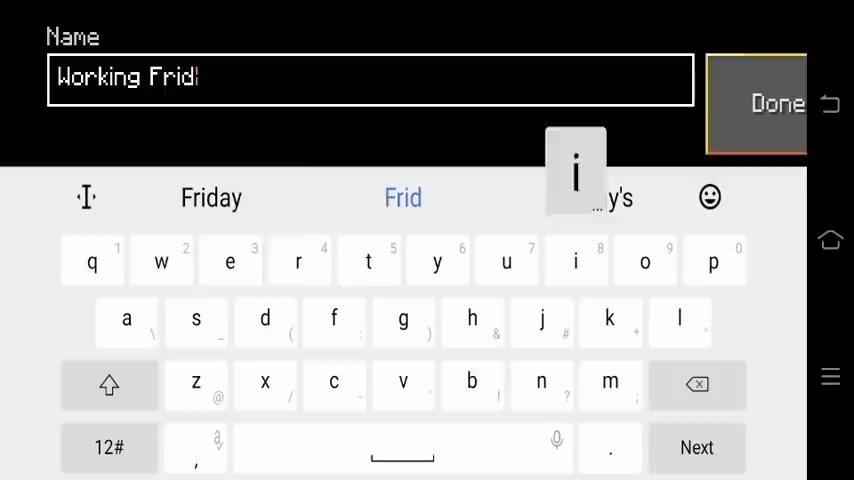 Name
Working Frid
Done
i
Friday Frid ...y's
q 1 w 2 e 3 r 4 t 5 y 6 u 7 i 8 o 9 p 0
a \ s _ d ( f : g ) h & j # k * l "
z @ x / c - v ' b ! n ? m ;
12# , a . Next